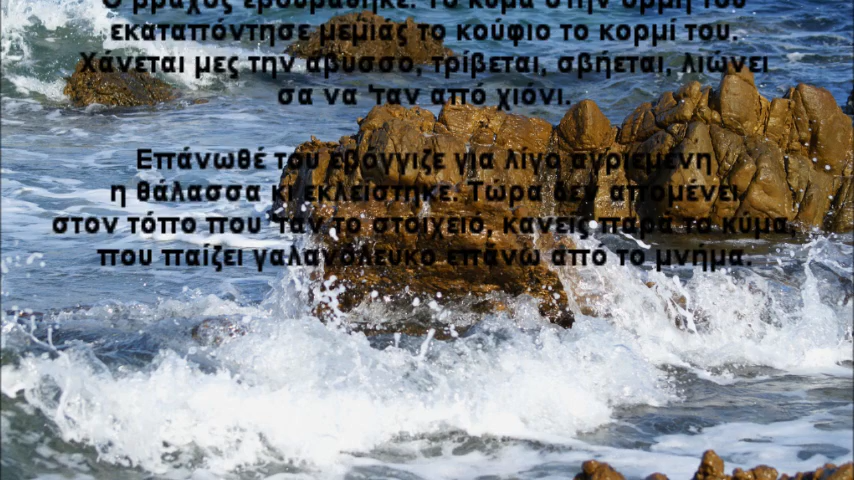 Ο βράχος εβουβάθηκε. Το κύμα στην ορμή του
εκαταπόντησε μεμιάς το κούφιο το κορμί του.
Χάνεται μες την άβυσσο, τρίβεται, σβήεται, λιώνει
σα να 'ταν από χιόνι.
Επάνωθέ του εβόγγιζε για λίγο αγριεμένη
η θάλασσα κι εκλείστηκε. Τώρα δεν απομένει
στον τόπο που 'ταν το στοιχειό, κανείς παρά το κύμα,
που παίζει γαλανόλευκο επάνω από το μνήμα.